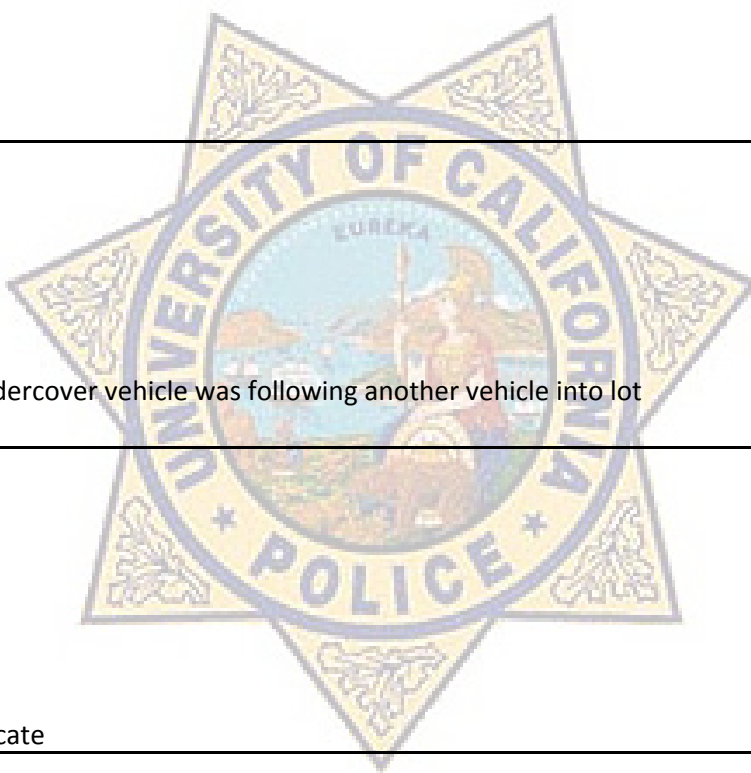 UNIVERSITY OF CALIFORNIA
EUREKA
dercover vehicle was following another vehicle into lot
POLICE
cate